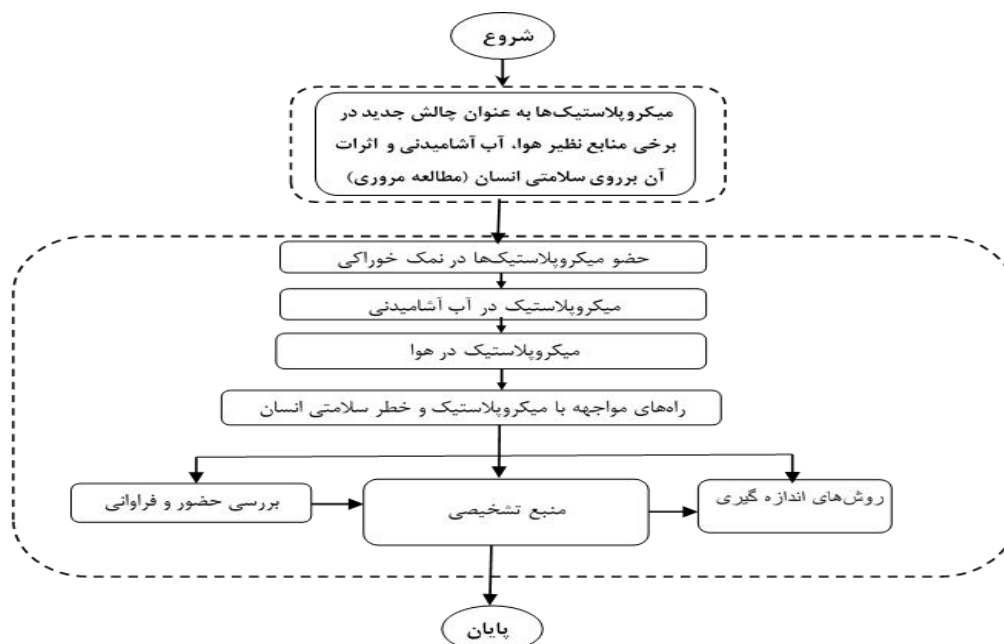 شروع
میکروپلاستیک‌ها به عنوان چالش جدید در
برخی منابع نظیر هوا، آب آشامیدنی و اثرات
آن برروی سلامتی انسان (مطالعه مروری)
حضو میکروپلاستیک‌ها در نمک خوراکی
میکروپلاستیک در آب آشامیدنی
میکروپلاستیک در هوا
راه‌های مواجهه با میکروپلاستیک و خطر سلامتی انسان
روش‌های اندازه گیری
منبع تشخیصی
بررسی حضور و فراوانی
پایان